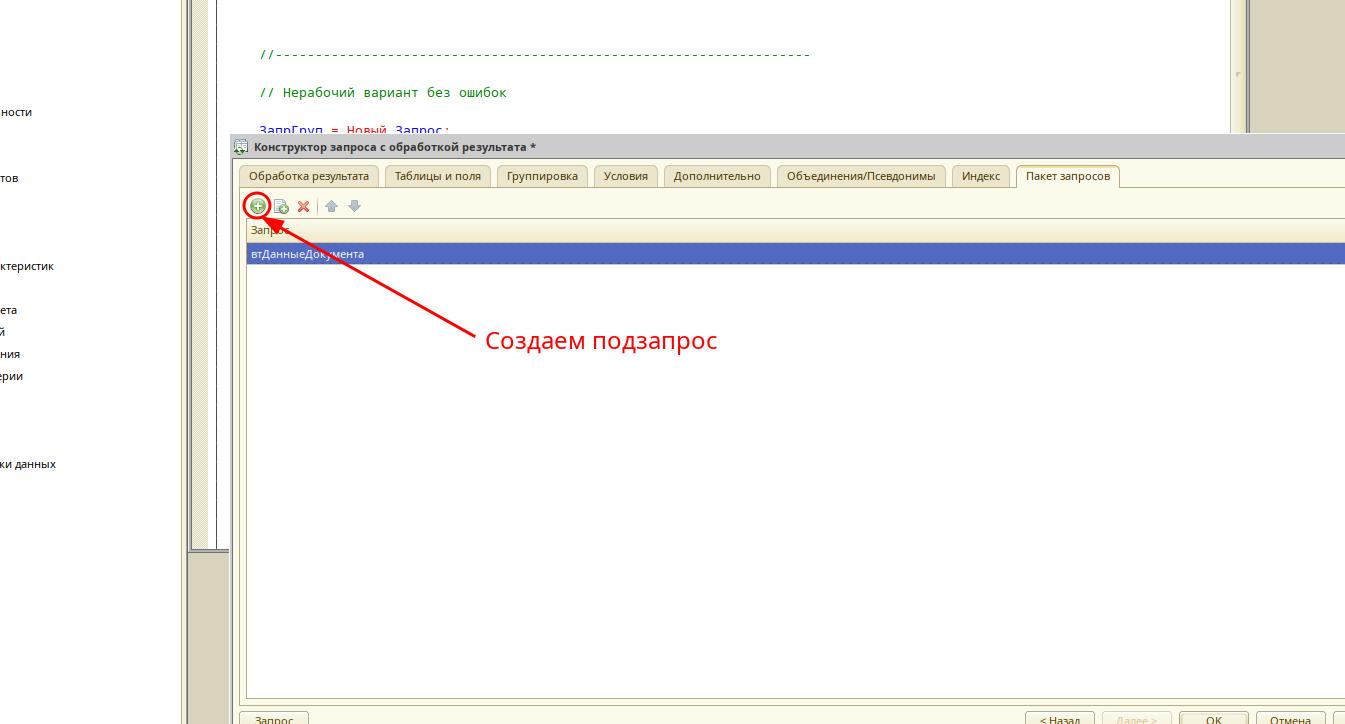 //-------------------------------------------------------------------
// Нерабочий вариант без ошибок
ности
ЗапрГруп = Новый Запрос;
Конструктор запроса с обработкой результата *
тов
Обработка результата Таблицы и поля Группировка Условия Дополнительно Объединения/Псевдонимы Индекс Пакет запросов
Запрос
втДанныеДокумента
ктеристик
ета
й
Создаем подзапрос
ния
ерии
ки данных
Запрос < Назад Далее > ОК Отмена